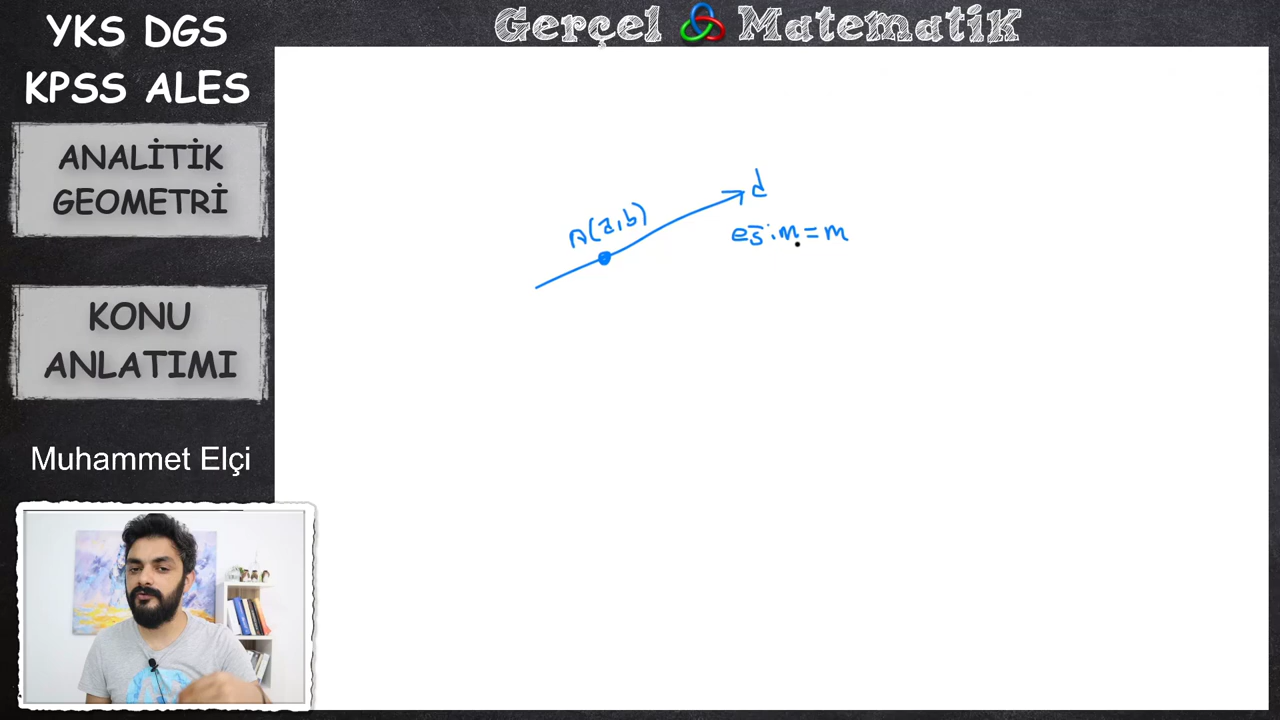 Gerçel Matematik
YKS DGS
KPSS ALES
ANALİTİK
GEOMETRİ
KONU
ANLATIMI
Muhammet Elçi
A(a,b)
d
eğim=m